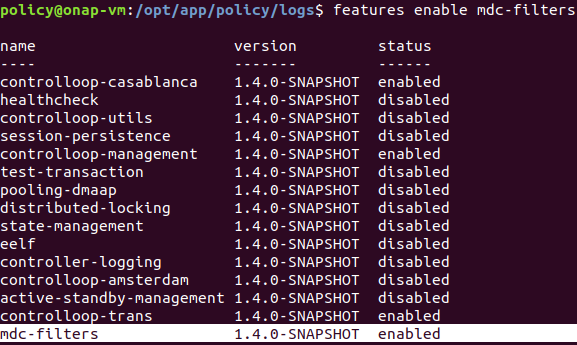 policy@onap-vm:/opt/app/policy/logs$ features enable mdc-filters
name version status
---- ------- ------
controlloop-casablanca 1.4.0-SNAPSHOT enabled
healthcheck 1.4.0-SNAPSHOT disabled
controlloop-utils 1.4.0-SNAPSHOT disabled
session-persistence 1.4.0-SNAPSHOT disabled
controlloop-management 1.4.0-SNAPSHOT enabled
test-transaction 1.4.0-SNAPSHOT disabled
pooling-dmaap 1.4.0-SNAPSHOT disabled
distributed-locking 1.4.0-SNAPSHOT disabled
state-management 1.4.0-SNAPSHOT disabled
eelf 1.4.0-SNAPSHOT disabled
controller-logging 1.4.0-SNAPSHOT disabled
controlloop-amsterdam 1.4.0-SNAPSHOT disabled
active-standby-management 1.4.0-SNAPSHOT disabled
controlloop-trans 1.4.0-SNAPSHOT enabled
mdc-filters 1.4.0-SNAPSHOT enabled